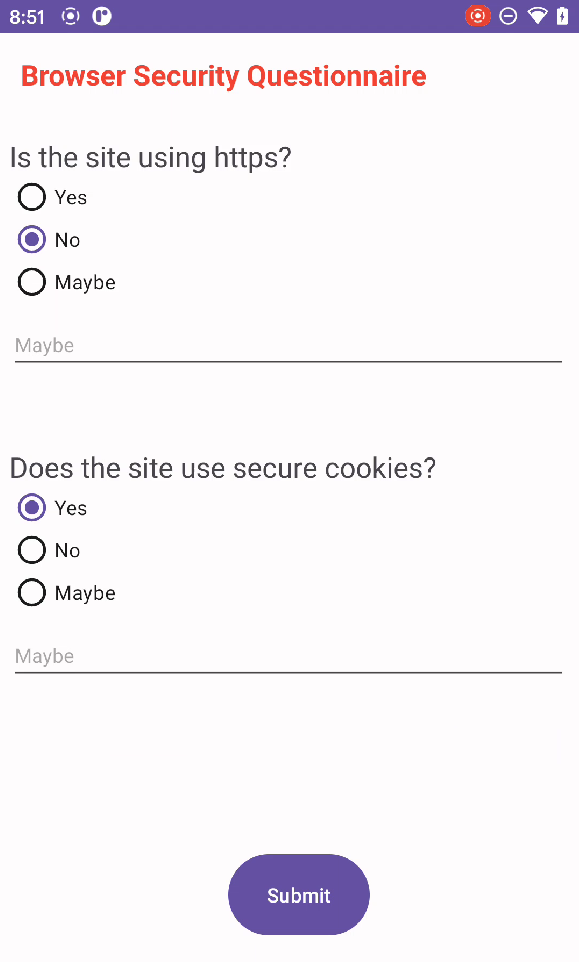 8:51
Browser Security Questionnaire
Is the site using https?
Yes
No
Maybe
Maybe
Does the site use secure cookies?
Yes
No
Maybe
Maybe
Submit